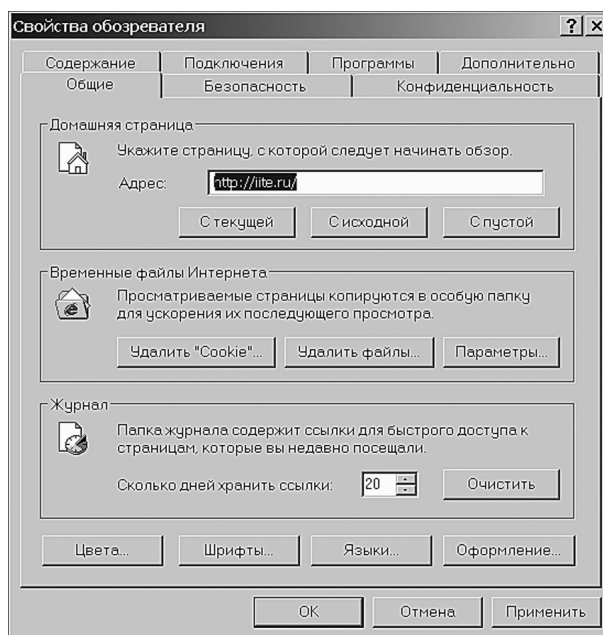 Свойства обозревателя
Содержание Подключения Программы Дополнительно
Общие Безопасность Конфиденциальность
Домашняя страница
Укажите страницу, с которой следует начинать обзор.
Адрес: http://iite.ru/
С текущей С исходной С пустой
Временные файлы Интернета
Просматриваемые страницы копируются в особую папку
для ускорения их последующего просмотра.
Удалить "Cookie"... Удалить файлы... Параметры...
Журнал
Папка журнала содержит ссылки для быстрого доступа к
страницам, которые вы недавно посещали.
Сколько дней хранить ссылки: 20 Очистить
Цвета... Шрифты... Языки... Оформление...
OK Отмена Применить